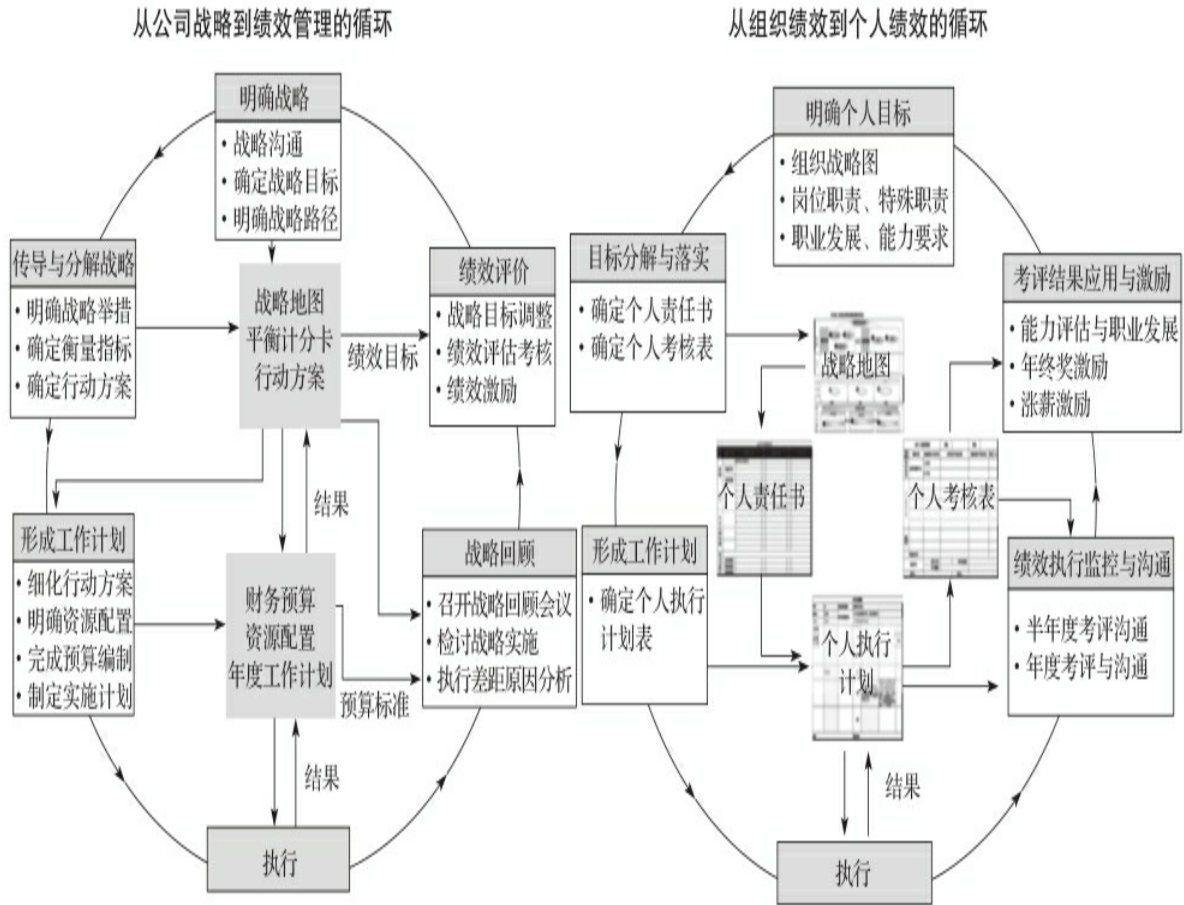 从公司战略到绩效管理的循环
明确战略
• 战略沟通
• 确定战略目标
• 明确战略路径
传导与分解战略
• 明确战略举措
• 确定衡量指标
• 确定行动方案
战略地图
平衡计分卡
行动方案
绩效目标
绩效评价
• 战略目标调整
• 绩效评估考核
• 绩效激励
结果
形成工作计划
• 细化行动方案
• 明确资源配置
• 完成预算编制
• 制定实施计划
财务预算
资源配置
年度工作计划
预算标准
战略回顾
• 召开战略回顾会议
• 检讨战略实施
• 执行差距原因分析
结果
执行
从组织绩效到个人绩效的循环
明确个人目标
• 组织战略图
• 岗位职责、特殊职责
• 职业发展、能力要求
目标分解与落实
• 确定个人责任书
• 确定个人考核表
战略地图
考评结果应用与激励
• 能力评估与职业发展
• 年终奖激励
• 涨薪激励
个人责任书
个人考核表
形成工作计划
• 确定个人执行
计划表
个人执行
计划
绩效执行监控与沟通
• 半年度考评沟通
• 年度考评与沟通
结果
执行